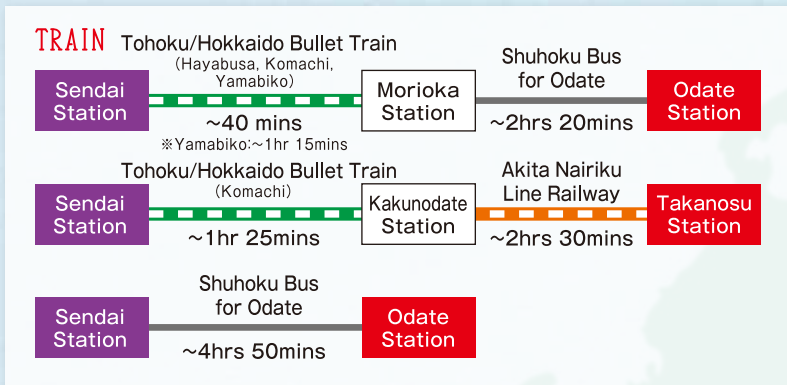 TRAIN
Tohoku/Hokkaido Bullet Train
(Hayabusa, Komachi,
Yamabiko)
Shuhoku Bus
for Odate
Sendai
Station
~40 mins
※Yamabiko:~1hr 15mins
Morioka
Station
~2hrs 20mins
Odate
Station
Tohoku/Hokkaido Bullet Train
(Komachi)
Akita Nairiku
Line Railway
Sendai
Station
~1hr 25mins
Kakunodate
Station
~2hrs 30mins
Takanosu
Station
Shuhoku Bus
for Odate
Sendai
Station
~4hrs 50mins
Odate
Station